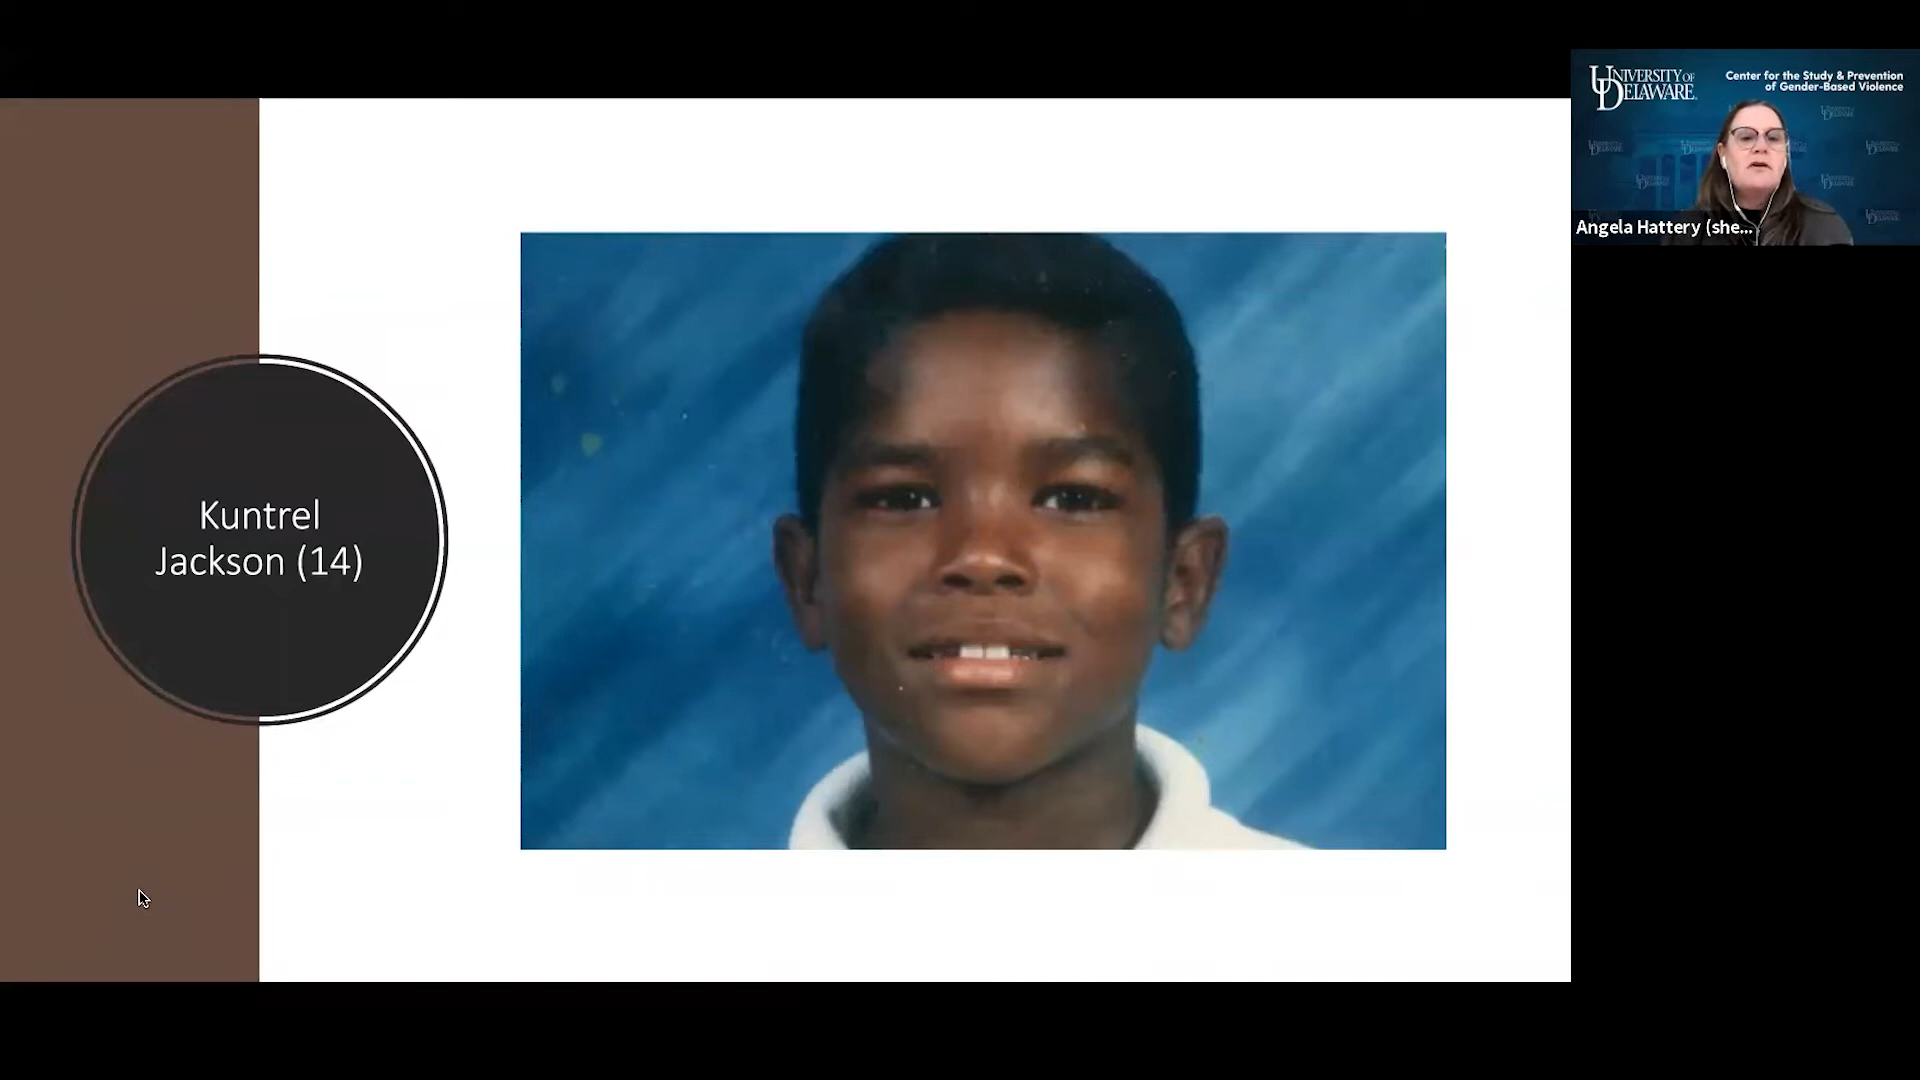 Kuntrel
Jackson (14)
UNIVERSITY OF
DELAWARE
Center for the Study & Prevention
of Gender-Based Violence
Angela Hattery (she...